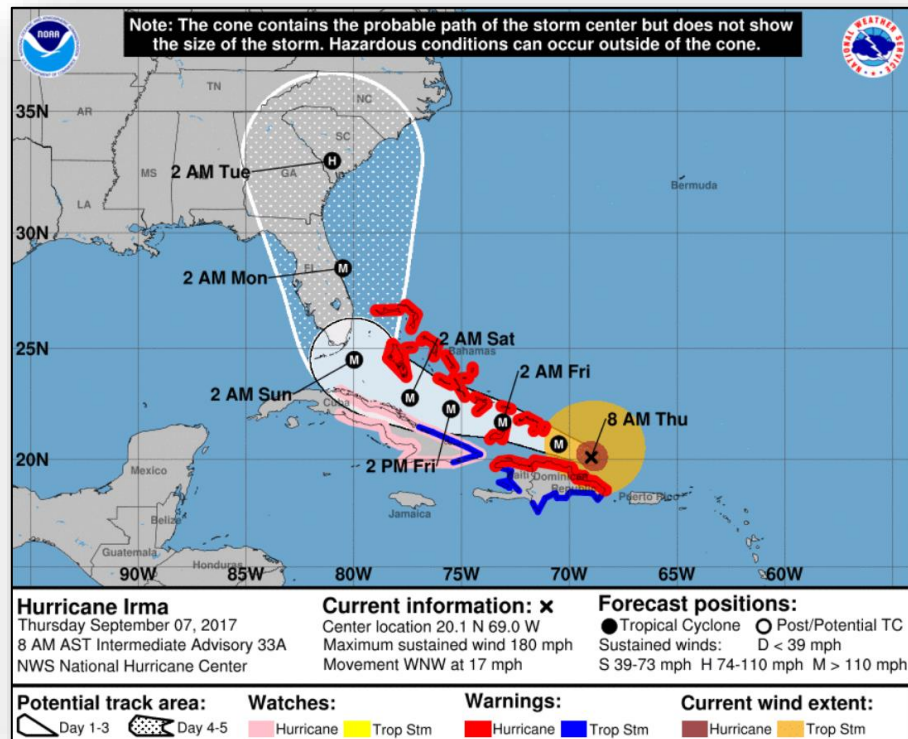 Note: The cone contains the probable path of the storm center but does not show
the size of the storm. Hazardous conditions can occur outside of the cone.
NOAA
NATIONAL WEATHER SERVICE
TN
NC
AR
35N
SC
MS
GA
2 AM Tue
LA
Bermuda
30N
FL
2 AM Mon
25N
2 AM Sat
Bahamas
2 AM Sun
2 AM Fri
Cuba
8 AM Thu
20N
2 PM Fri
Mexico
Haiti
Dominican
Republic
Puerto Rico
Jamaica
Belize
Guatemala
Honduras
90W 85W 80W 75W 70W 65W 60W
H
M
M
M
M
M
M
Hurricane Irma
Thursday September 07, 2017
8 AM AST Intermediate Advisory 33A
NWS National Hurricane Center
Current information: ×
Center location 20.1 N 69.0 W
Maximum sustained wind 180 mph
Movement WNW at 17 mph
Forecast positions:
● Tropical Cyclone ○ Post/Potential TC
Sustained winds: D < 39 mph
S 39-73 mph H 74-110 mph M > 110 mph
Potential track area:
Day 1-3 Day 4-5
Watches:
Hurricane Trop Stm
Warnings:
Hurricane Trop Stm
Current wind extent:
Hurricane Trop Stm